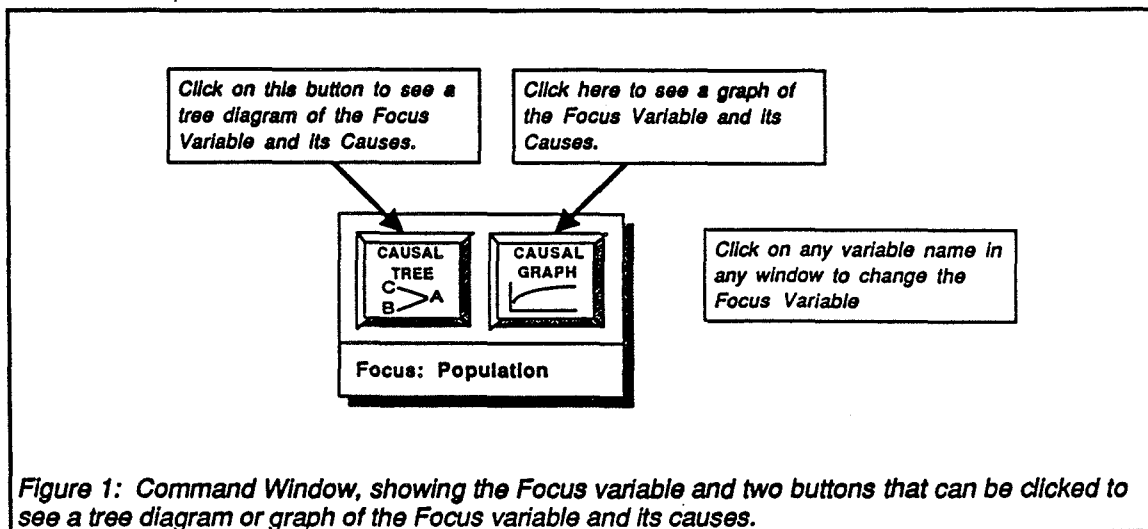 Click on this button to see a
tree diagram of the Focus
Variable and its Causes.
Click here to see a graph of
the Focus Variable and its
Causes.
CAUSAL
TREE
C
B
A
CAUSAL
GRAPH
Click on any variable name in
any window to change the
Focus Variable
Focus: Population
Figure 1: Command Window, showing the Focus variable and two buttons that can be clicked to
see a tree diagram or graph of the Focus variable and its causes.